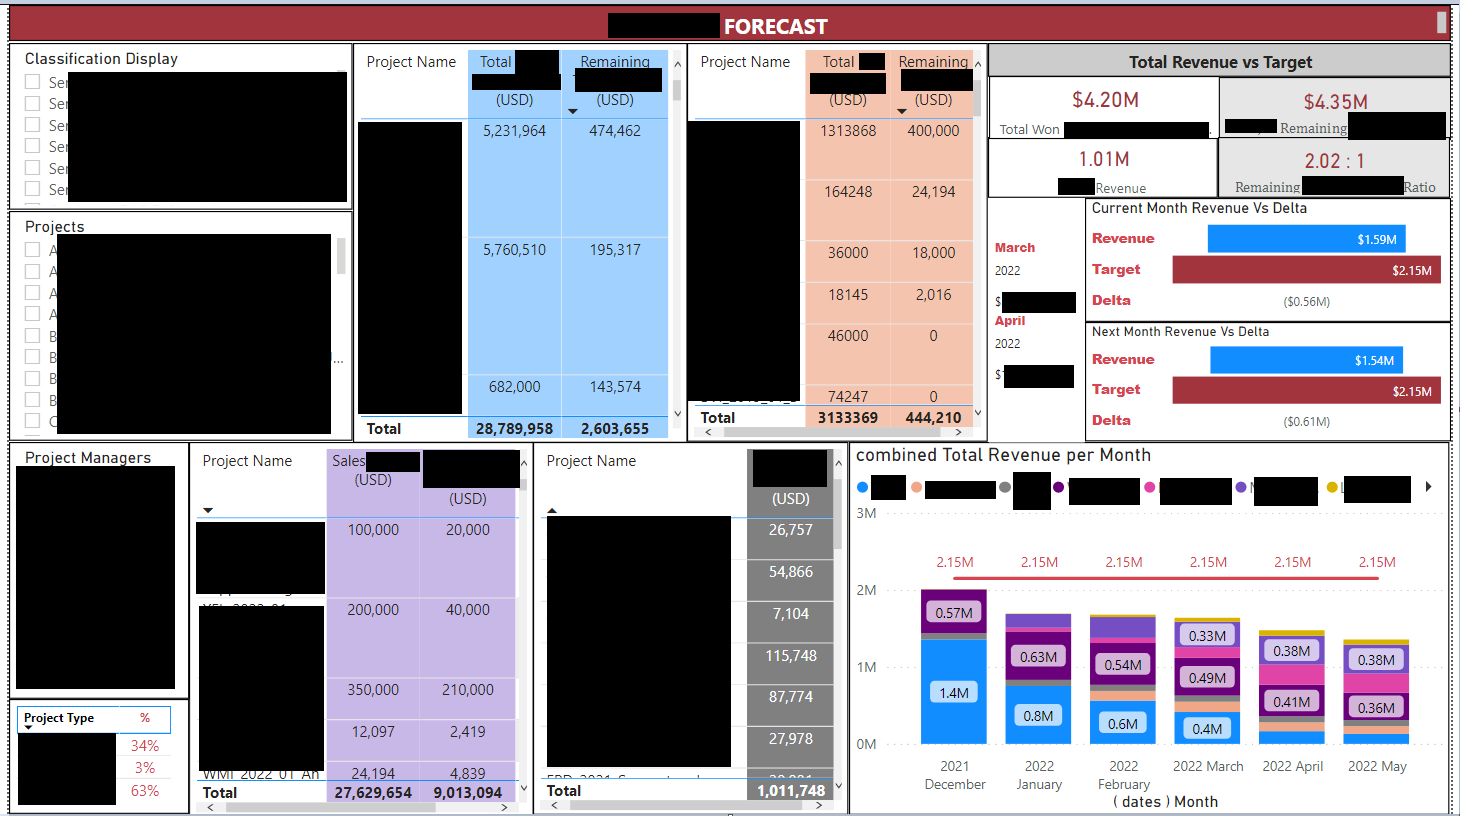 FORECAST
Classification Display
Ser
Ser
Ser
Ser
Ser
Ser
Projects
A
A
A
A
B
B ...
B
B
C
Project Name Total Remaining
(USD) (USD)
5,231,964 474,462
5,760,510 195,317
682,000 143,574
Total 28,789,958 2,603,655
Project Name Total Remaining
(USD) (USD)
1313868 400,000
164248 24,194
36000 18,000
18145 2,016
46000 0
74247 0
Total 3133369 444,210
Total Revenue vs Target
$4.20M
Total Won .
$4.35M
Remaining
1.01M
Revenue
2.02 : 1
Remaining Ratio
March
2022
$
April
2022
$
Current Month Revenue Vs Delta
Revenue $1.59M
Target $2.15M
Delta ($0.56M)
Next Month Revenue Vs Delta
Revenue $1.54M
Target $2.15M
Delta ($0.61M)
Project Managers
Project Type %
34%
3%
63%
Project Name Sales
(USD) (USD)
100,000 20,000
200,000 40,000
350,000 210,000
12,097 2,419
WMI_2022_01_An 24,194 4,839
Total 27,629,654 9,013,094
Project Name
(USD)
26,757
54,866
7,104
115,748
87,774
27,978
Total 1,011,748
combined Total Revenue per Month
3M
2.15M 2.15M 2.15M 2.15M 2.15M 2.15M
2M
0.57M
0.33M
0.38M
0.38M
0.63M
0.54M
1M
0.49M
0.41M
0.36M
1.4M
0.8M
0.6M
0.4M
0M
2021 December
2022 January
2022 February
2022 March
2022 April
2022 May
( dates ) Month